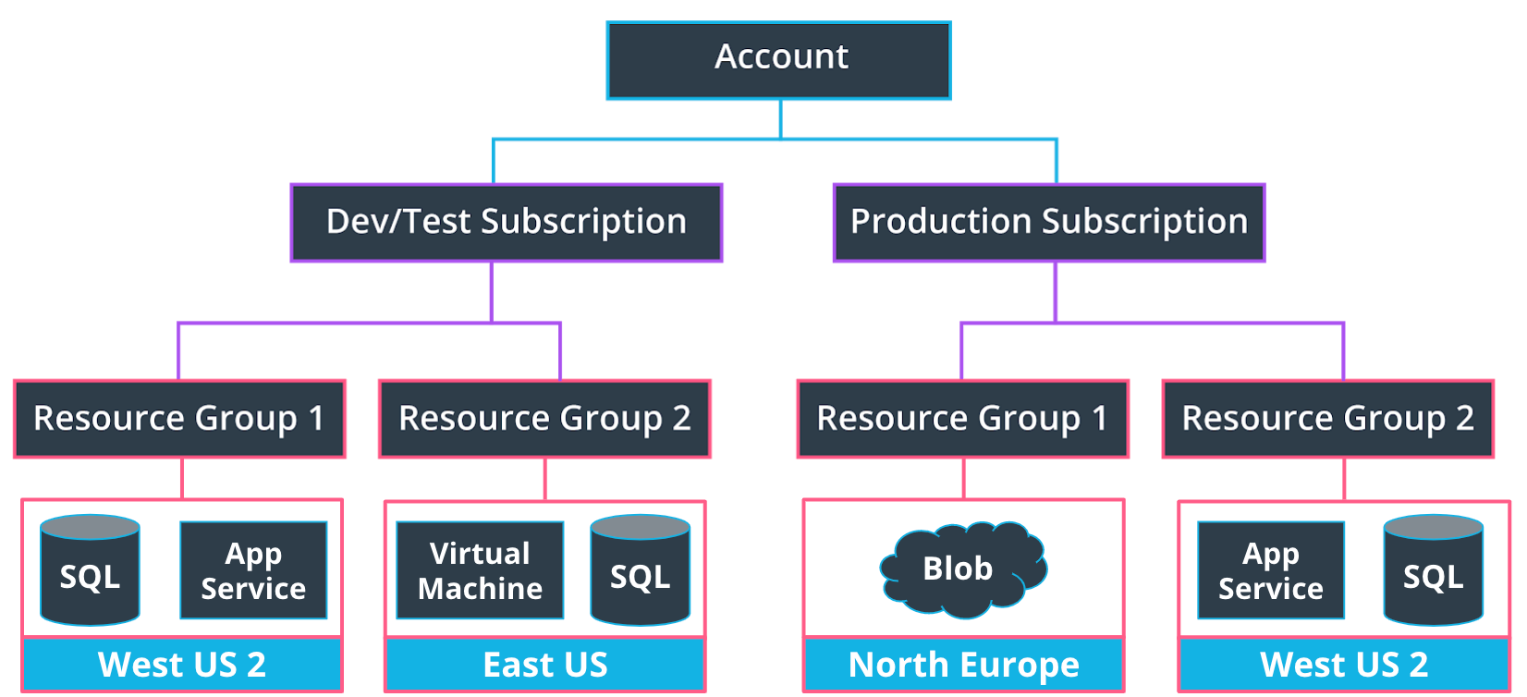 Account
Dev/Test Subscription
Production Subscription
Resource Group 1
Resource Group 2
Resource Group 1
Resource Group 2
SQL
App
Service
Virtual
Machine
SQL
Blob
App
Service
SQL
West US 2
East US
North Europe
West US 2